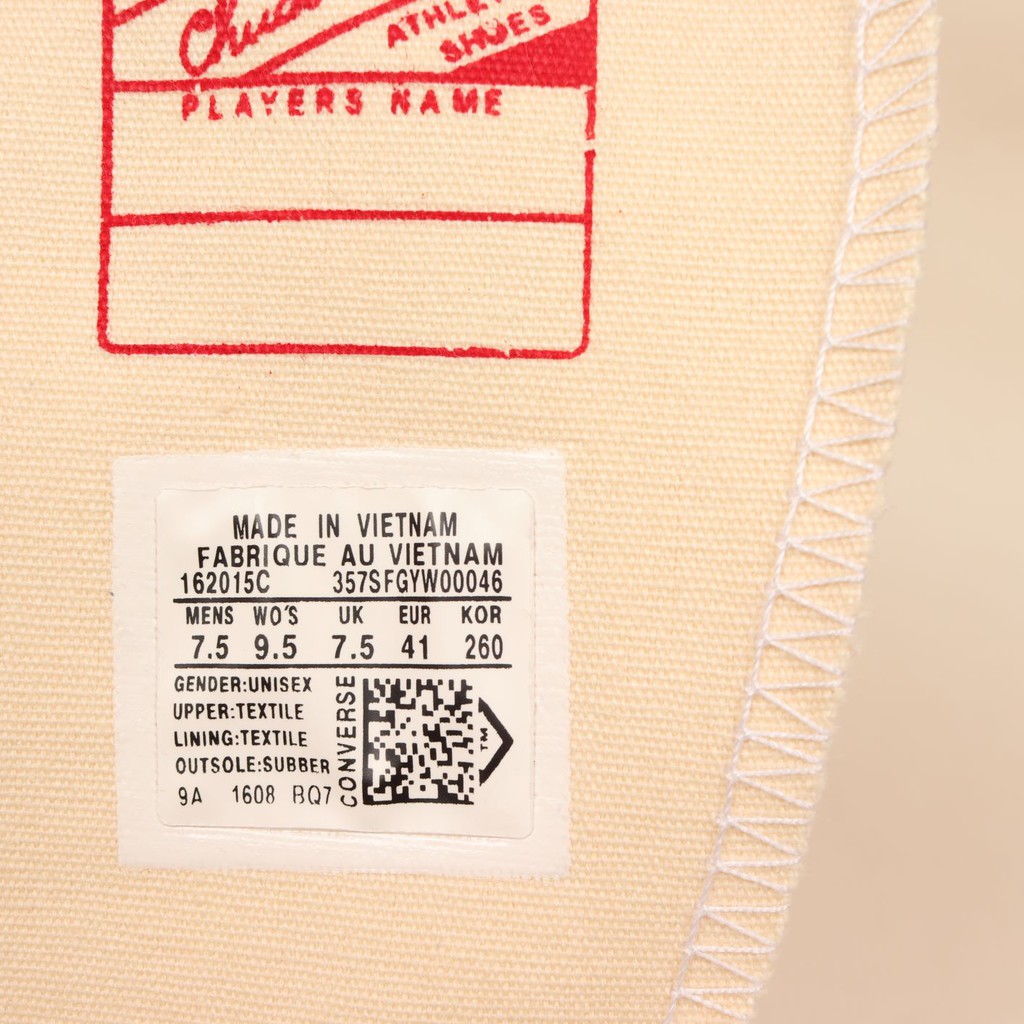 ATHLE
SHOES
PLAYERS NAME
MADE IN VIETNAM
FABRIQUE AU VIETNAM
162015C 357SFGYW00046
MENS WO'S UK EUR KOR
7.5 9.5 7.5 41 260
GENDER:UNISEX
UPPER:TEXTILE
LINING:TEXTILE
OUTSOLE:SUBBER
9A 1608 BQ7
CONVERSE
TM